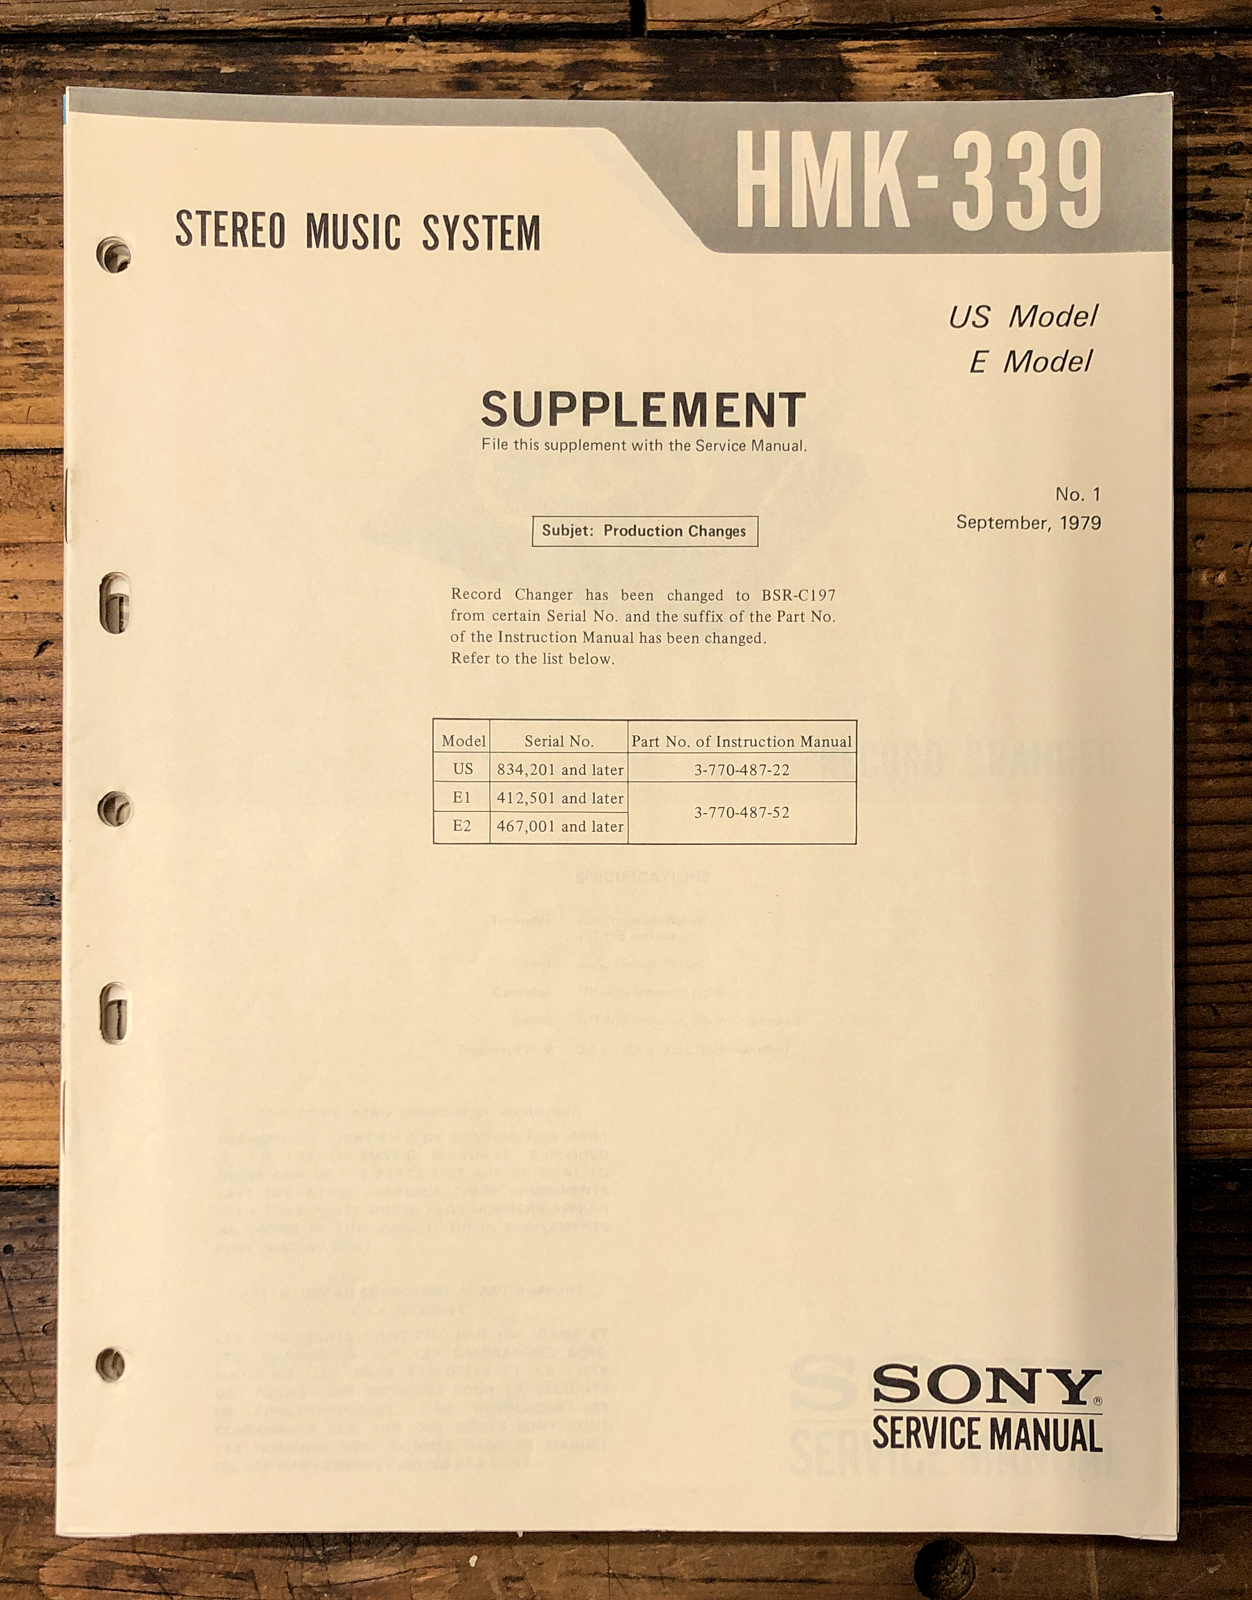 HMK-339
STEREO MUSIC SYSTEM
US Model
E Model
SUPPLEMENT
File this supplement with the Service Manual.
No. 1
September, 1979
Subjet: Production Changes
Record Changer has been changed to BSR-C197
from certain Serial No. and the suffix of the Part No.
of the Instruction Manual has been changed.
Refer to the list below.
Model Serial No. Part No. of Instruction Manual
US 834,201 and later 3-770-487-22
E1 412,501 and later
3-770-487-52
E2 467,001 and later
RECORD CHANGER
SPECIFICATIONS
SONY®
SERVICE MANUAL